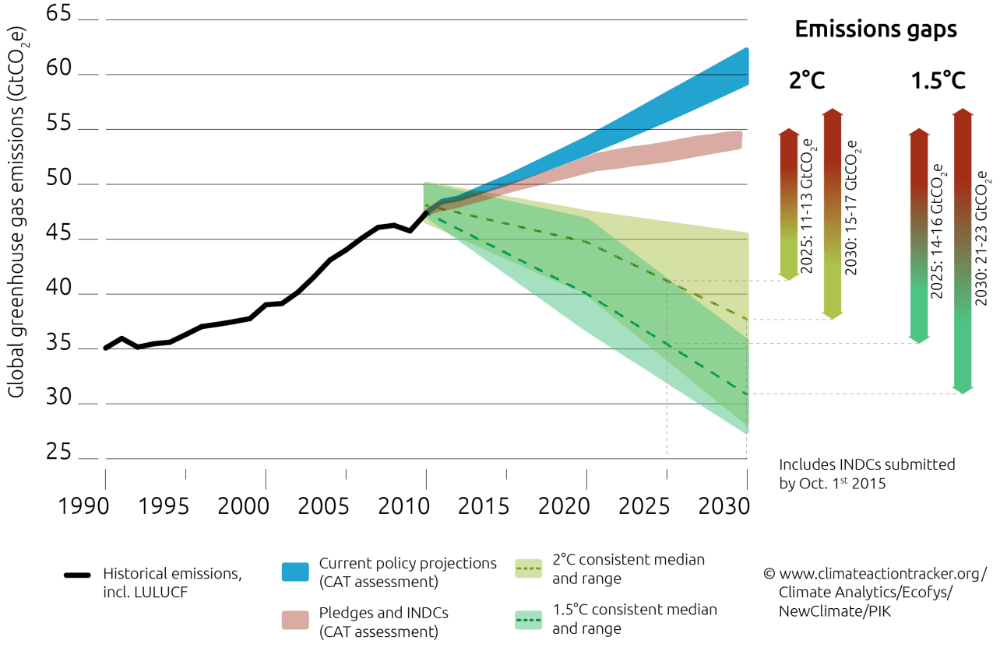 Global greenhouse gas emissions (GtCO₂e)
65
60
55
50
45
40
35
30
25
1990
1995
2000
2005
2010
2015
2020
2025
2030
Emissions gaps
2°C
1.5°C
2025: 11-13 GtCO₂e
2030: 15-17 GtCO₂e
2025: 14-16 GtCO₂e
2030: 21-23 GtCO₂e
Includes INDCs submitted
by Oct. 1st 2015
Historical emissions,
incl. LULUCF
Current policy projections
(CAT assessment)
Pledges and INDCs
(CAT assessment)
2°C consistent median
and range
1.5°C consistent median
and range
© www.climateactiontracker.org/
Climate Analytics/Ecofys/
NewClimate/PIK